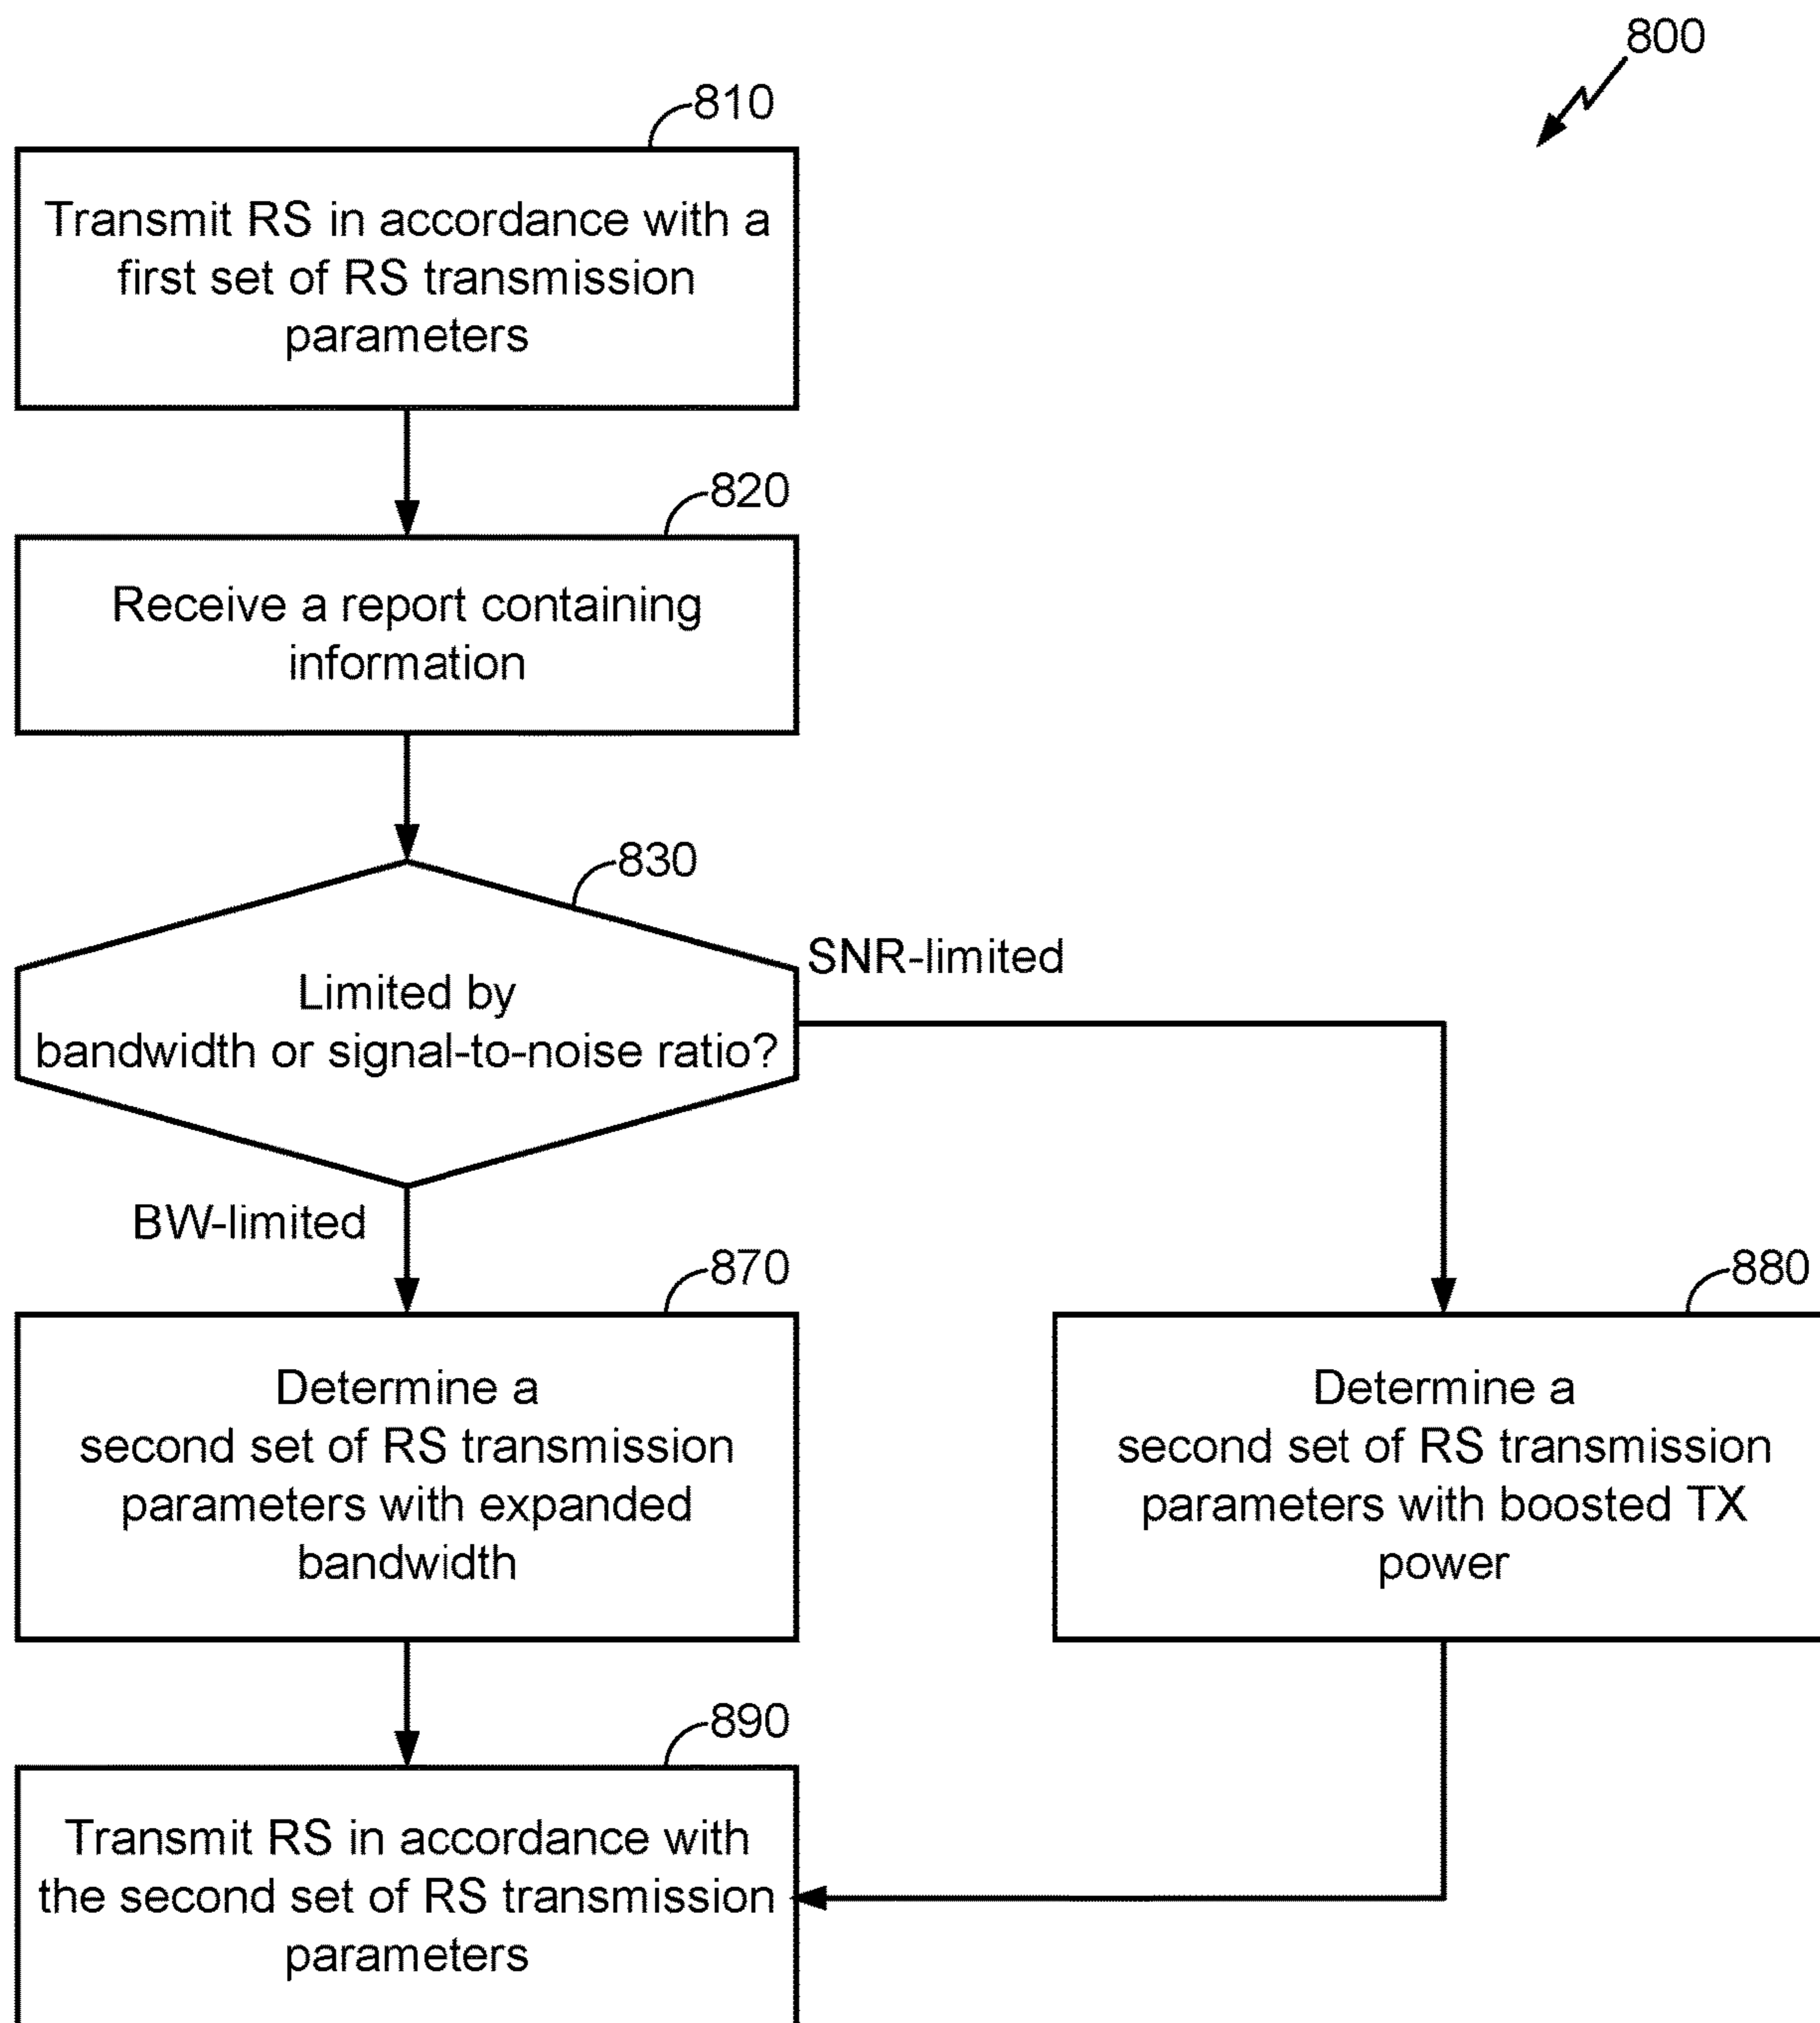 800
810
Transmit RS in accordance with a
first set of RS transmission
parameters
820
Receive a report containing
information
830
Limited by
bandwidth or signal-to-noise ratio?
SNR-limited
BW-limited
870
Determine a
second set of RS transmission
parameters with expanded
bandwidth
880
Determine a
second set of RS transmission
parameters with boosted TX
power
890
Transmit RS in accordance with
the second set of RS transmission
parameters